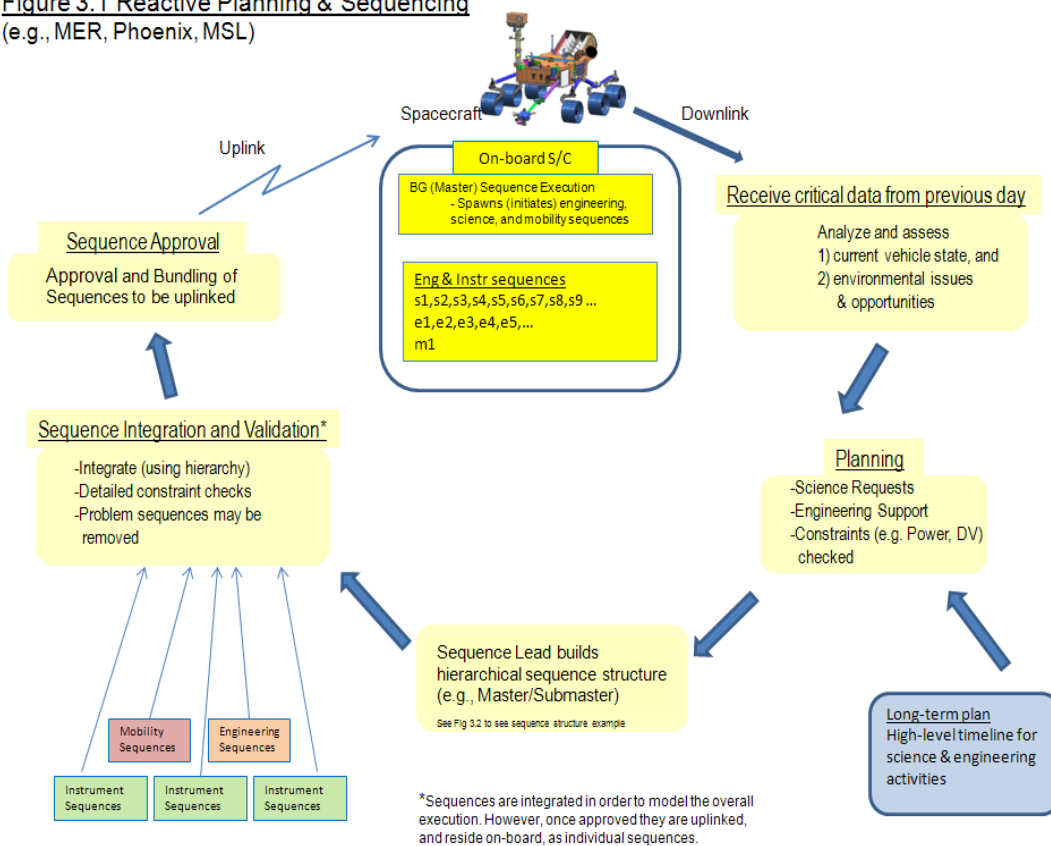 Figure 3.1 Reactive Planning & Sequencing
(e.g., MER, Phoenix, MSL)
Spacecraft
Downlink
Uplink
On-board S/C
BG (Master) Sequence Execution
- Spawns (initiates) engineering,
science, and mobility sequences
Eng & Instr sequences
s1,s2,s3,s4,s5,s6,s7,s8,s9 ...
e1,e2,e3,e4,e5,...
m1
Receive critical data from previous day
Analyze and assess
1) current vehicle state, and
2) environmental issues
& opportunities
Planning
-Science Requests
-Engineering Support
-Constraints (e.g. Power, DV)
checked
Long-term plan
High-level timeline for
science & engineering
activities
Sequence Lead builds
hierarchical sequence structure
(e.g., Master/Submaster)
See Fig 3.2 to see sequence structure example
Sequence Approval
Approval and Bundling of
Sequences to be uplinked
Sequence Integration and Validation*
-Integrate (using hierarchy)
-Detailed constraint checks
-Problem sequences may be
removed
Mobility
Sequences
Engineering
Sequences
Instrument
Sequences
Instrument
Sequences
Instrument
Sequences
*Sequences are integrated in order to model the overall
execution. However, once approved they are uplinked,
and reside on-board, as individual sequences.